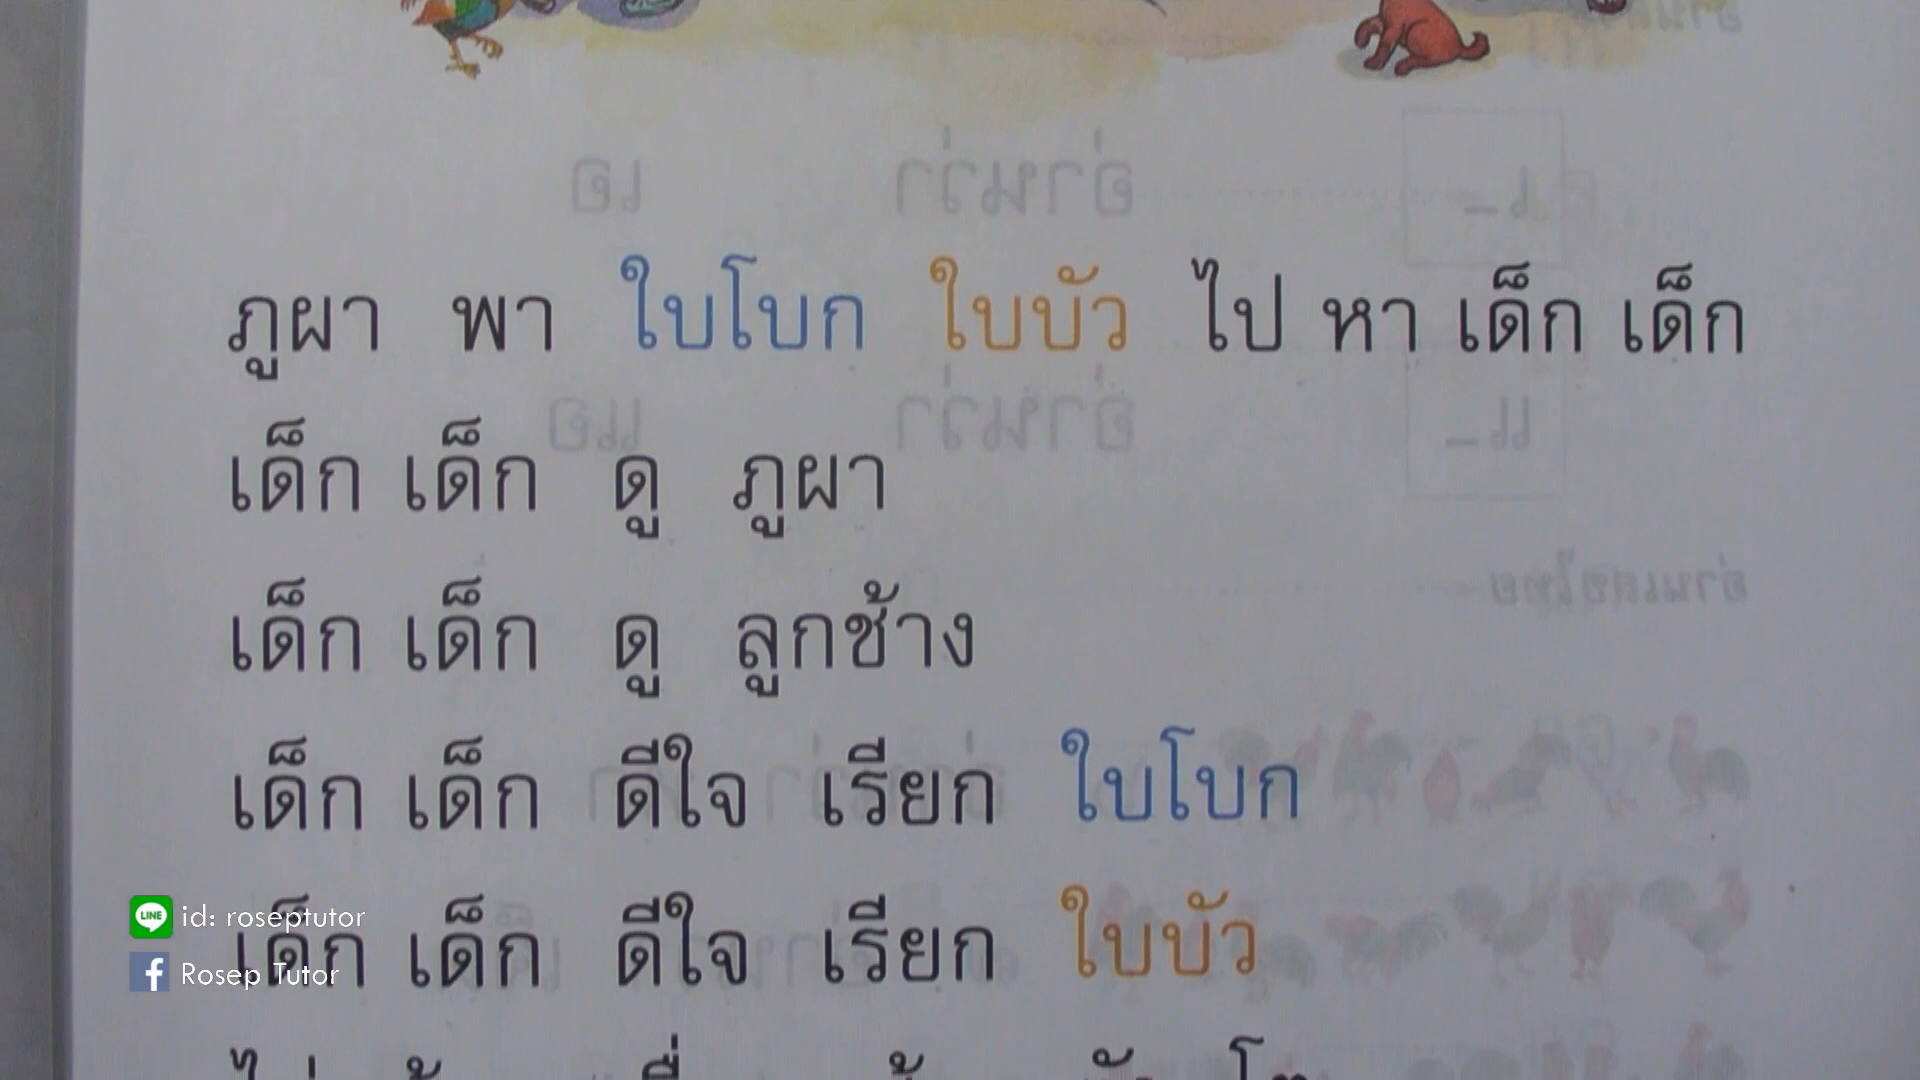 ภูผา พา ใบโบก ใบบัว ไป หา เด็ก เด็ก
เด็ก เด็ก ดู ภูผา
เด็ก เด็ก ดู ลูกช้าง
เด็ก เด็ก ดีใจ เรียก ใบโบก
เด็ก เด็ก ดีใจ เรียก ใบบัว
LINE id: roseptutor
f Rosep Tutor